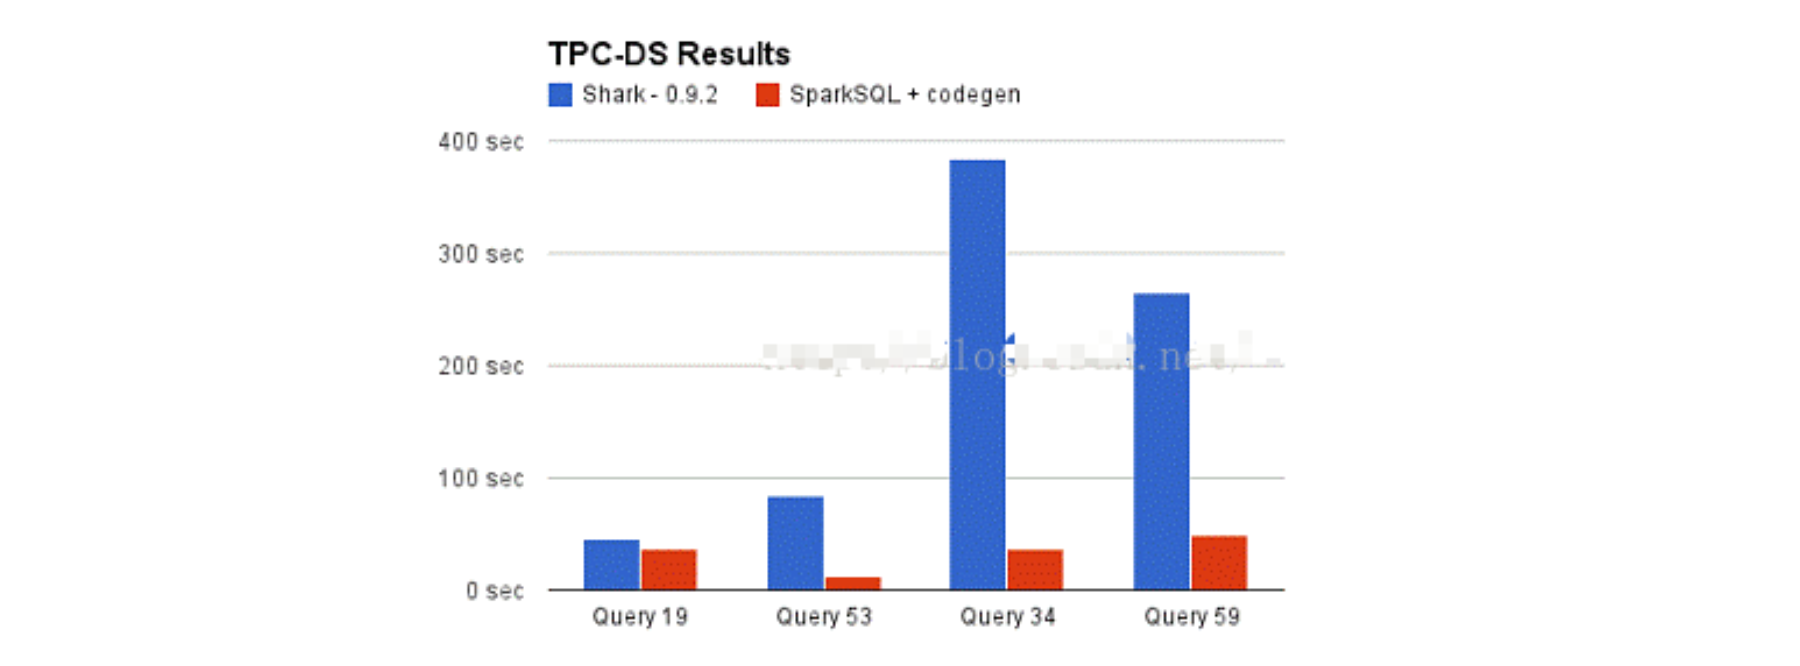 TPC-DS Results
Shark - 0.9.2 SparkSQL + codegen
400 sec
300 sec
200 sec
100 sec
0 sec
Query 19 Query 53 Query 34 Query 59